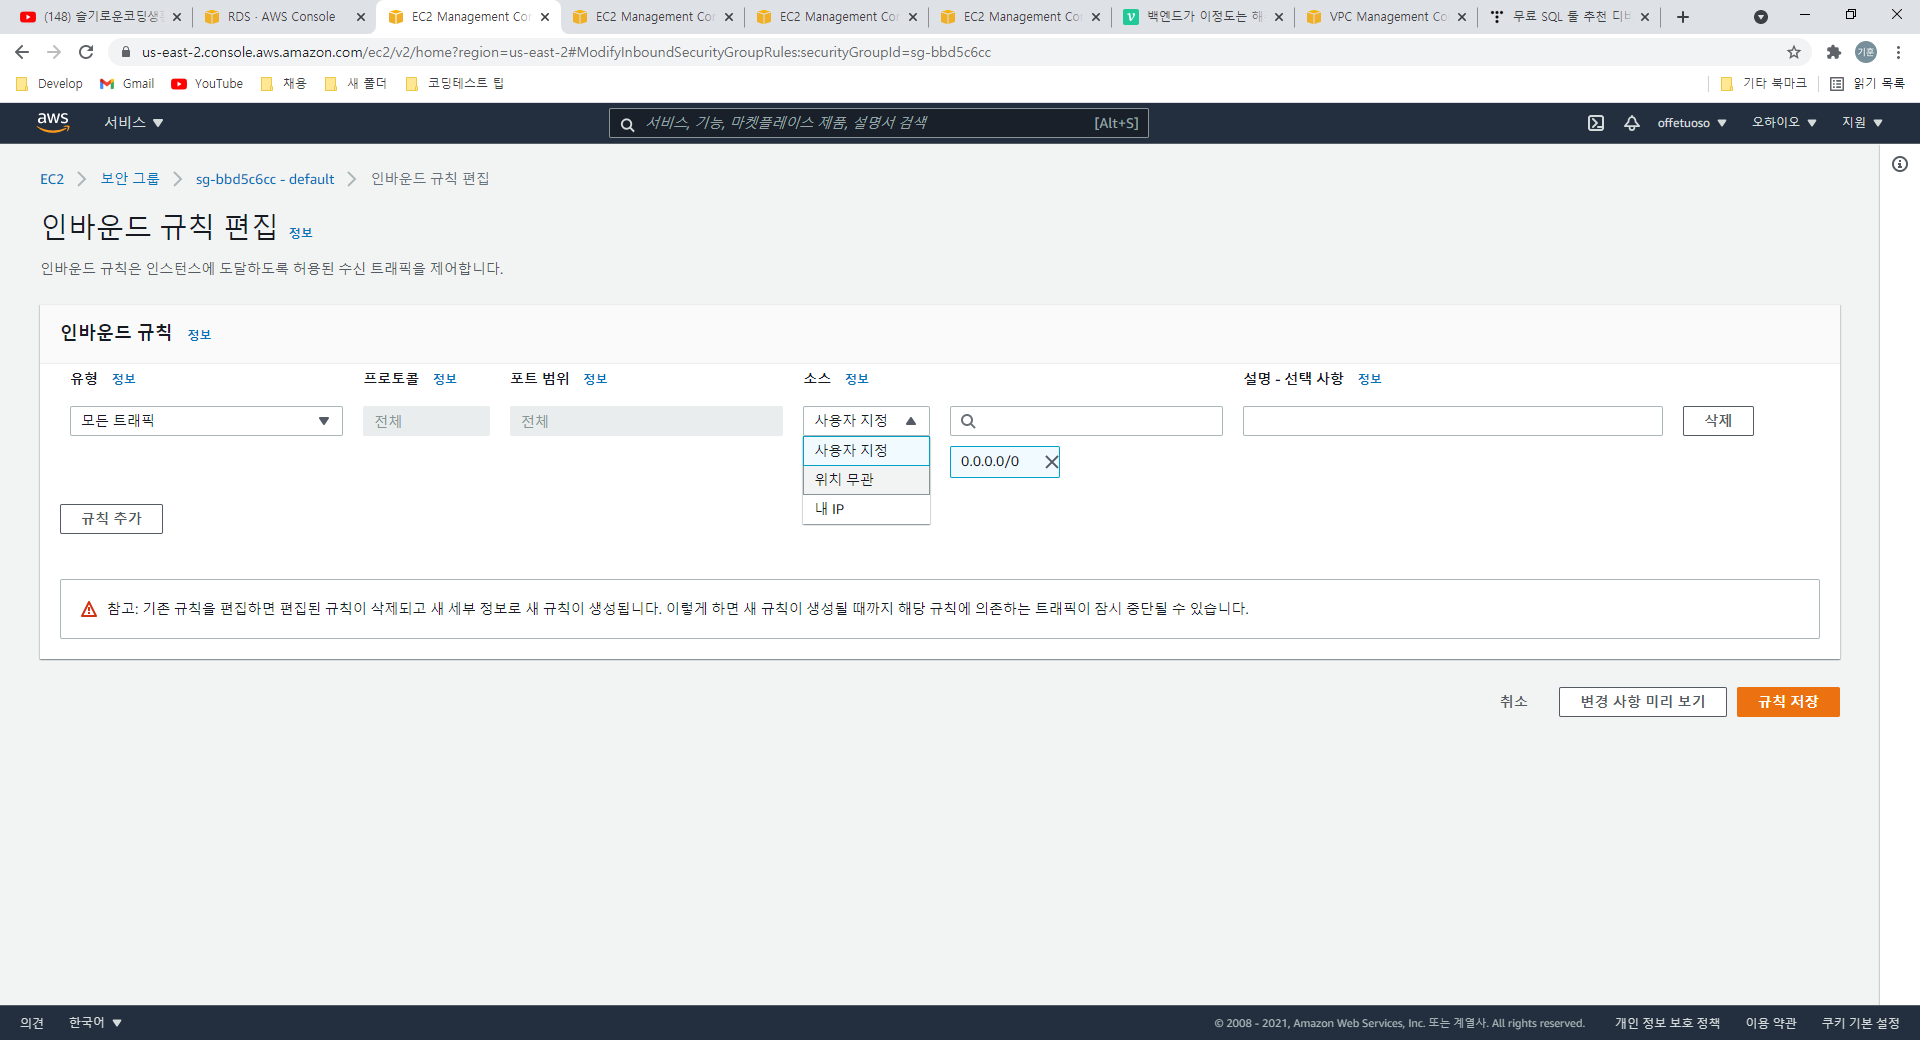 (148) 슬기로운코딩생
RDS · AWS Console
EC2 Management Co
EC2 Management Co
EC2 Management Co
EC2 Management Co
백엔드가 이정도는 해
VPC Management Co
무료 SQL 툴 추천 디비
us-east-2.console.aws.amazon.com/ec2/v2/home?region=us-east-2#ModifyInboundSecurityGroupRules:securityGroupId=sg-bbd5c6cc
기훈
Develop
Gmail
YouTube
채용
새 폴더
코딩테스트 팁
기타 북마크
읽기 목록
aws
서비스
서비스, 기능, 마켓플레이스 제품, 설명서 검색
[Alt+S]
offetuoso
오하이오
지원
EC2
보안 그룹
sg-bbd5c6cc - default
인바운드 규칙 편집
인바운드 규칙 편집 정보
인바운드 규칙은 인스턴스에 도달하도록 허용된 수신 트래픽을 제어합니다.
인바운드 규칙 정보
유형 정보
프로토콜 정보
포트 범위 정보
소스 정보
설명 - 선택 사항 정보
모든 트래픽
전체
전체
사용자 지정
삭제
사용자 지정
위치 무관
내 IP
0.0.0.0/0
규칙 추가
참고: 기존 규칙을 편집하면 편집된 규칙이 삭제되고 새 세부 정보로 새 규칙이 생성됩니다. 이렇게 하면 새 규칙이 생성될 때까지 해당 규칙에 의존하는 트래픽이 잠시 중단될 수 있습니다.
취소
변경 사항 미리 보기
규칙 저장
의견
한국어
© 2008 - 2021, Amazon Web Services, Inc. 또는 계열사. All rights reserved.
개인 정보 보호 정책
이용 약관
쿠키 기본 설정